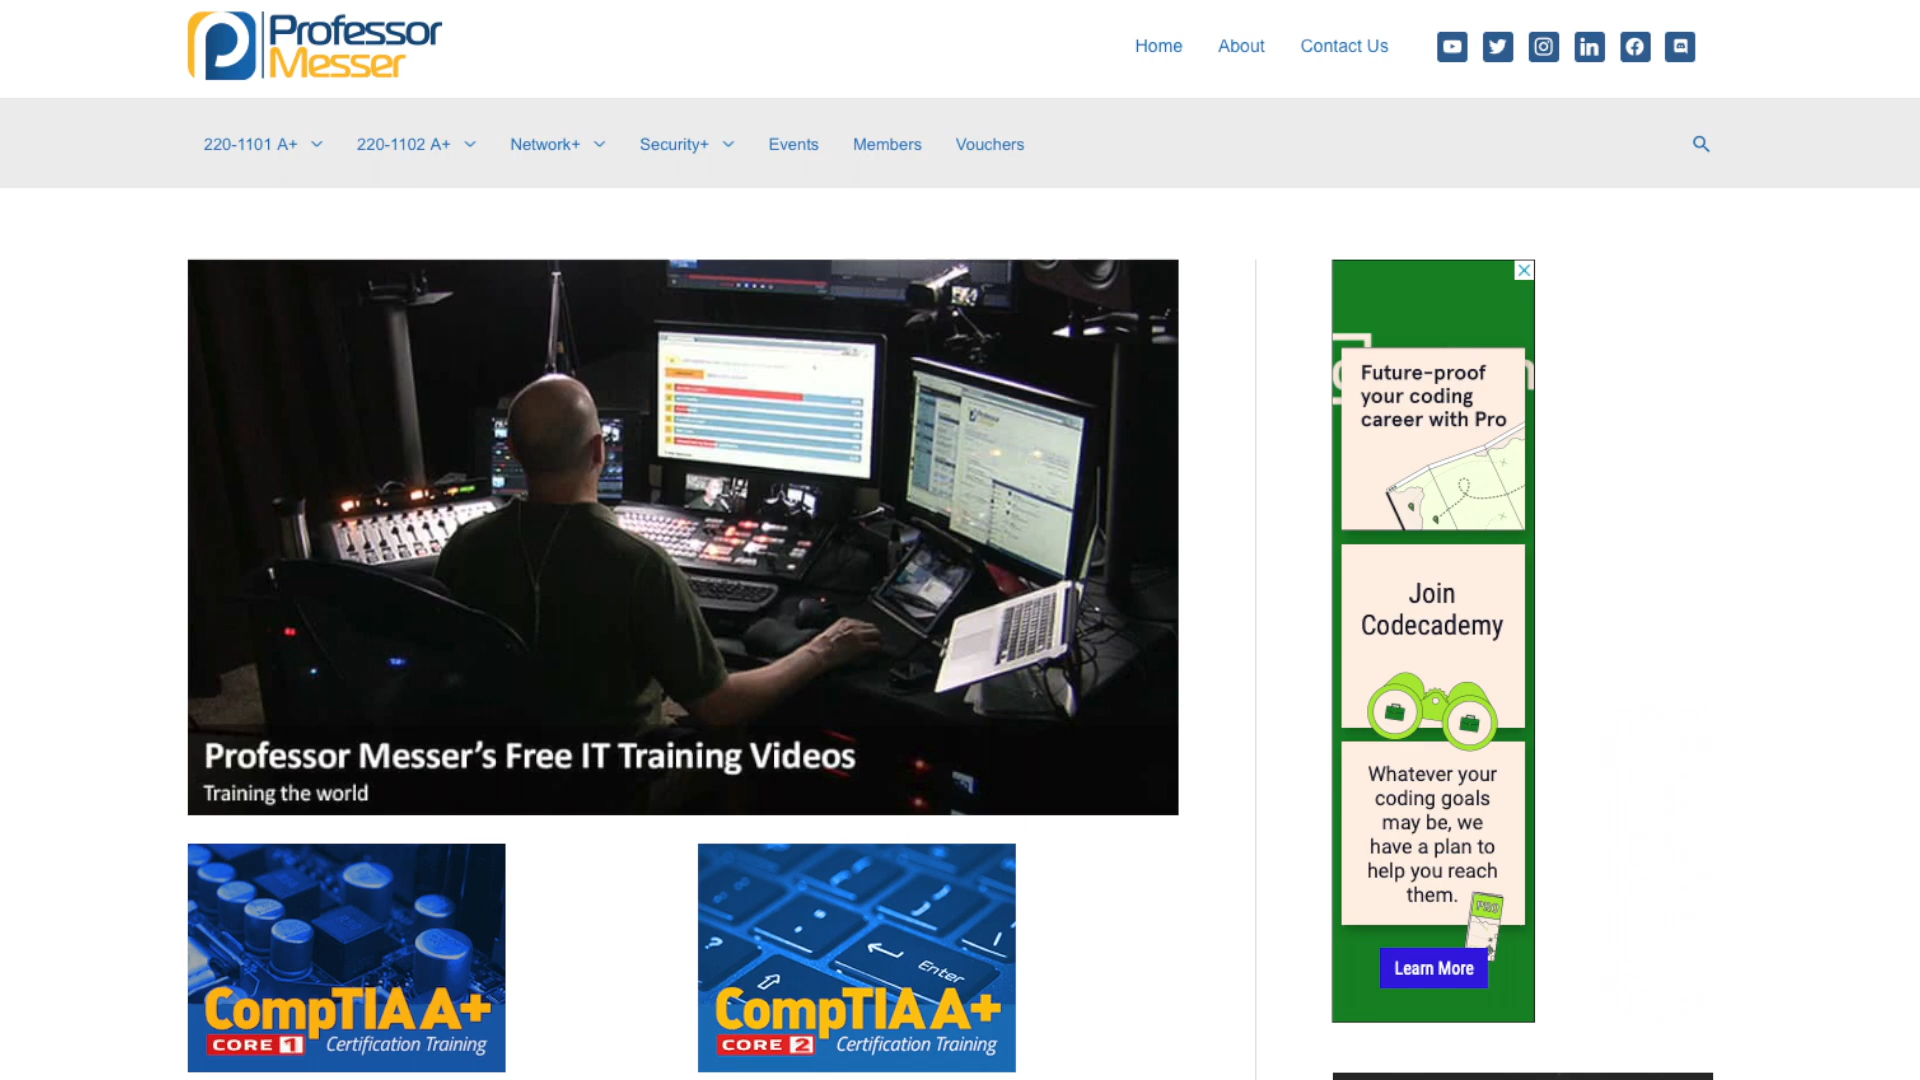 Professor
Messer
Home About Contact Us
220-1101 A+ 220-1102 A+ Network+ Security+ Events Members Vouchers
Professor Messer's Free IT Training Videos
Training the world
CompTIA A+
CORE 1 Certification Training
Enter
CompTIA A+
CORE 2 Certification Training
Future-proof
your coding
career with Pro
Join
Codecademy
Whatever your
coding goals
may be, we
have a plan to
help you reach
them.
PRO
Learn More